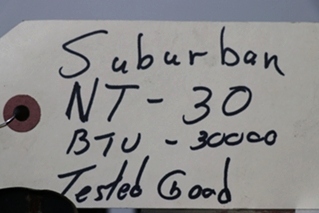 Suburban
NT-30
BTU - 30000
Tested Good